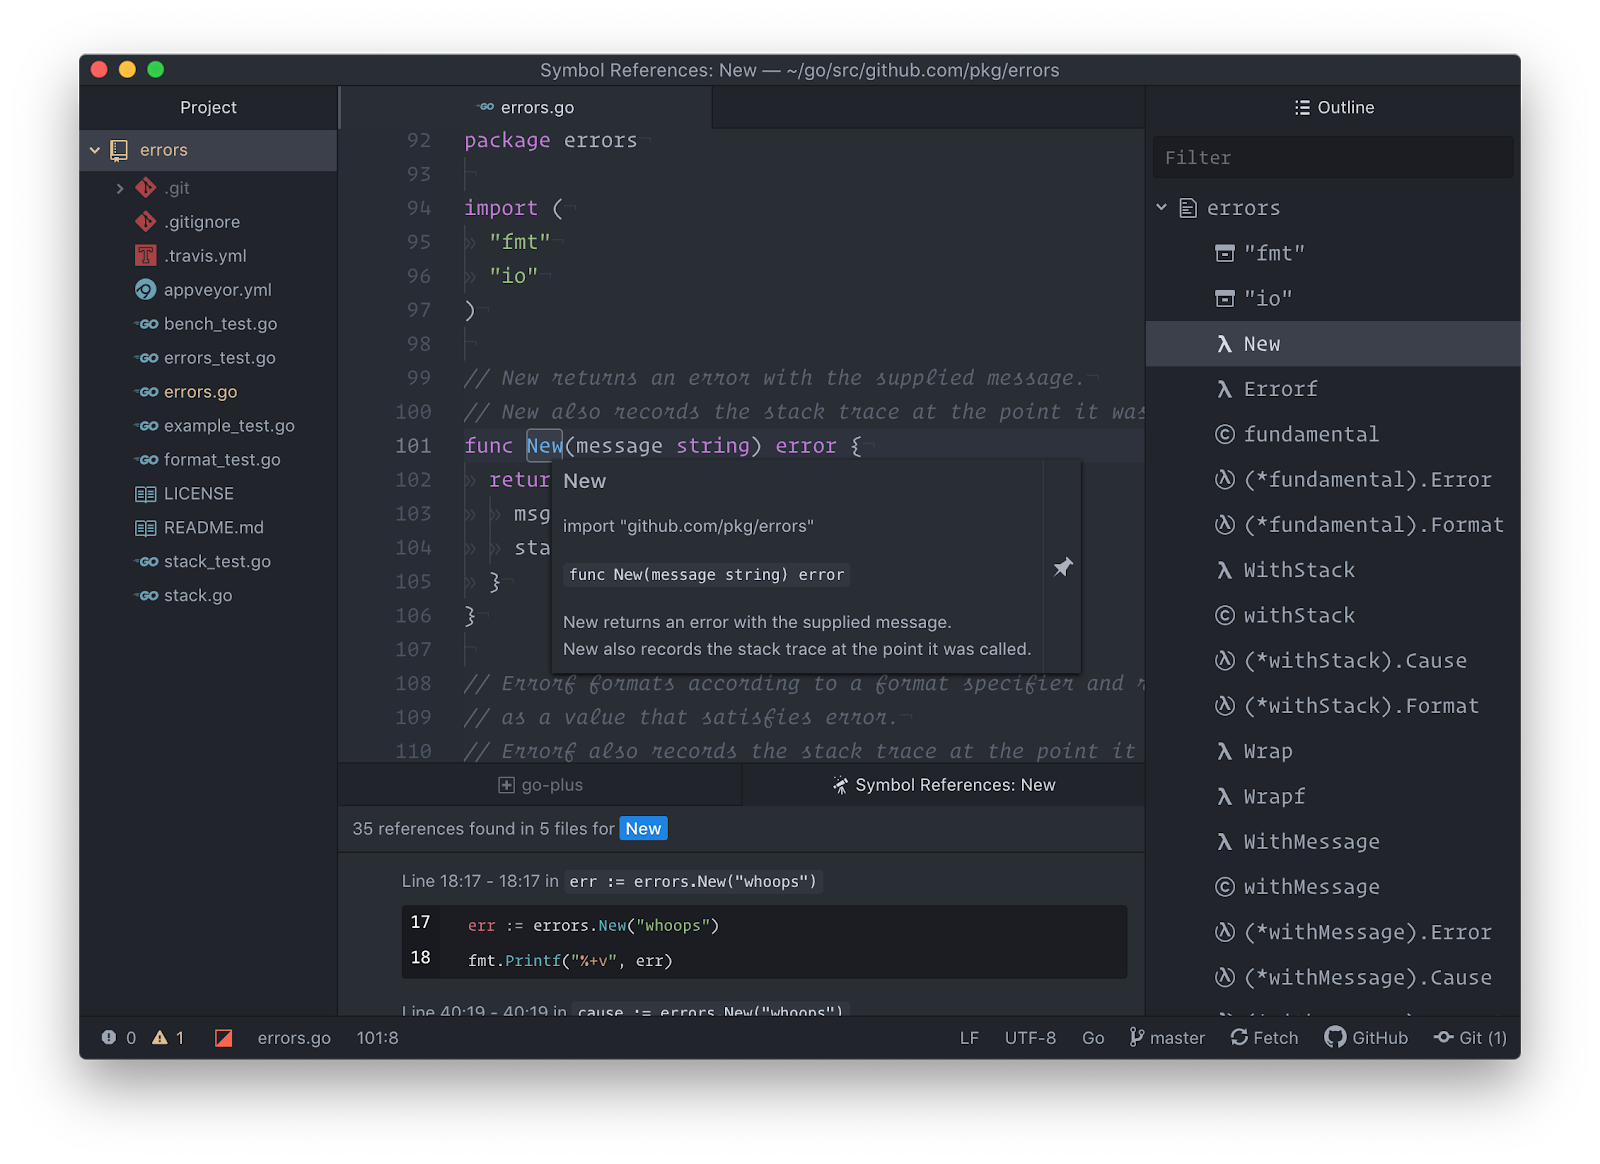 Symbol References: New — ~/go/src/github.com/pkg/errors
Project
errors
.git
.gitignore
.travis.yml
appveyor.yml
bench_test.go
errors_test.go
errors.go
example_test.go
format_test.go
LICENSE
README.md
stack_test.go
stack.go
errors.go
92 package errors
93
94 import (
95 "fmt"
96 "io"
97 )
98
99 // New returns an error with the supplied message.
100 // New also records the stack trace at the point it was
101 func New(message string) error {
102 retur
103 msg
104 sta
105 }
106 }
107
108 // Errorf formats according to a format specifier and
109 // as a value that satisfies error.
110 // Errorf also records the stack trace at the point it
New
import "github.com/pkg/errors"
func New(message string) error
New returns an error with the supplied message.
New also records the stack trace at the point it was called.
go-plus
Symbol References: New
35 references found in 5 files for New
Line 18:17 - 18:17 in err := errors.New("whoops")
17 err := errors.New("whoops")
18 fmt.Printf("%+v", err)
Line 40:19 - 40:19 in cause := errors.New("whoops")
Outline
Filter
errors
"fmt"
"io"
λ New
λ Errorf
© fundamental
(*fundamental).Error
(*fundamental).Format
λ WithStack
© withStack
(*withStack).Cause
(*withStack).Format
λ Wrap
λ Wrapf
λ WithMessage
© withMessage
(*withMessage).Error
(*withMessage).Cause
0 1 errors.go 101:8 LF UTF-8 Go master Fetch GitHub Git (1)